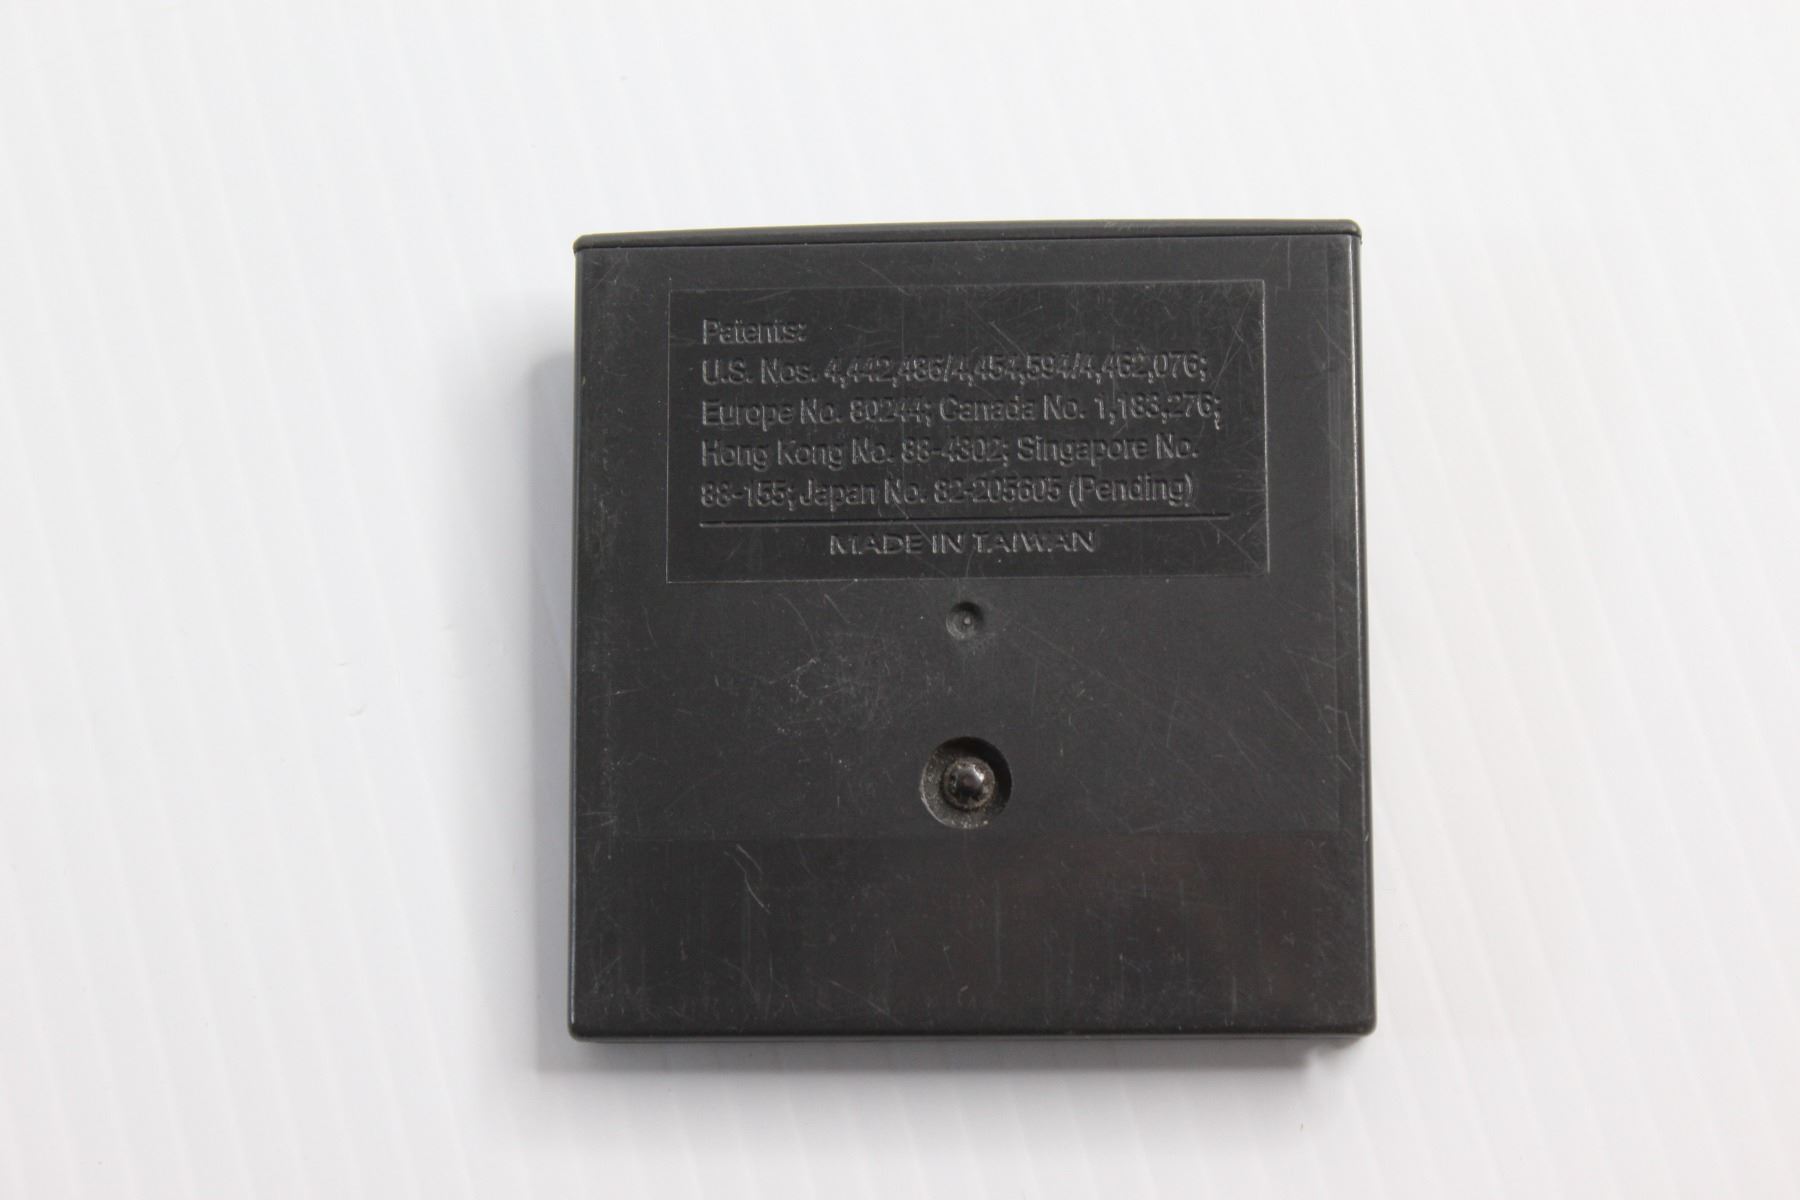 Patents:
U.S. Nos. 4,442,486/4,454,594/4,462,076;
Europe No. 80244; Canada No. 1,183,276;
Hong Kong No. 88-4302; Singapore No.
88-155; Japan No. 82-205605 (Pending)
MADE IN TAIWAN